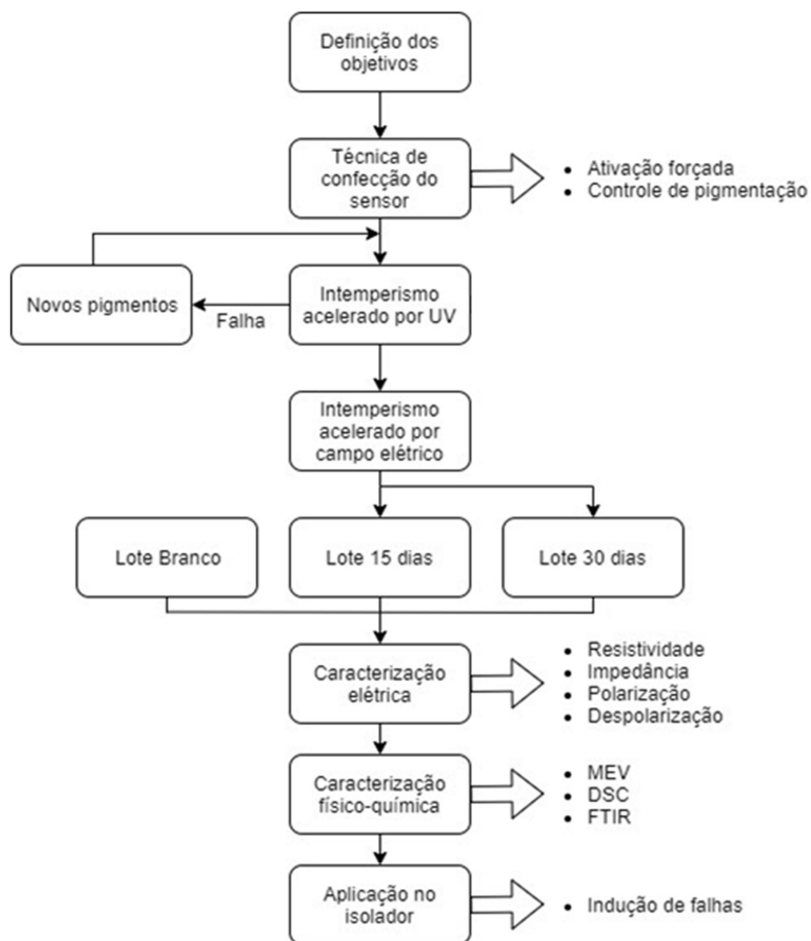 Definição dos
objetivos
Técnica de
confecção do
sensor
• Ativação forçada
• Controle de pigmentação
Novos pigmentos
Falha
Intemperismo
acelerado por UV
Intemperismo
acelerado por
campo elétrico
Lote Branco
Lote 15 dias
Lote 30 dias
Caracterização
elétrica
• Resistividade
• Impedância
• Polarização
• Despolarização
Caracterização
físico-química
• MEV
• DSC
• FTIR
Aplicação no
isolador
• Indução de falhas